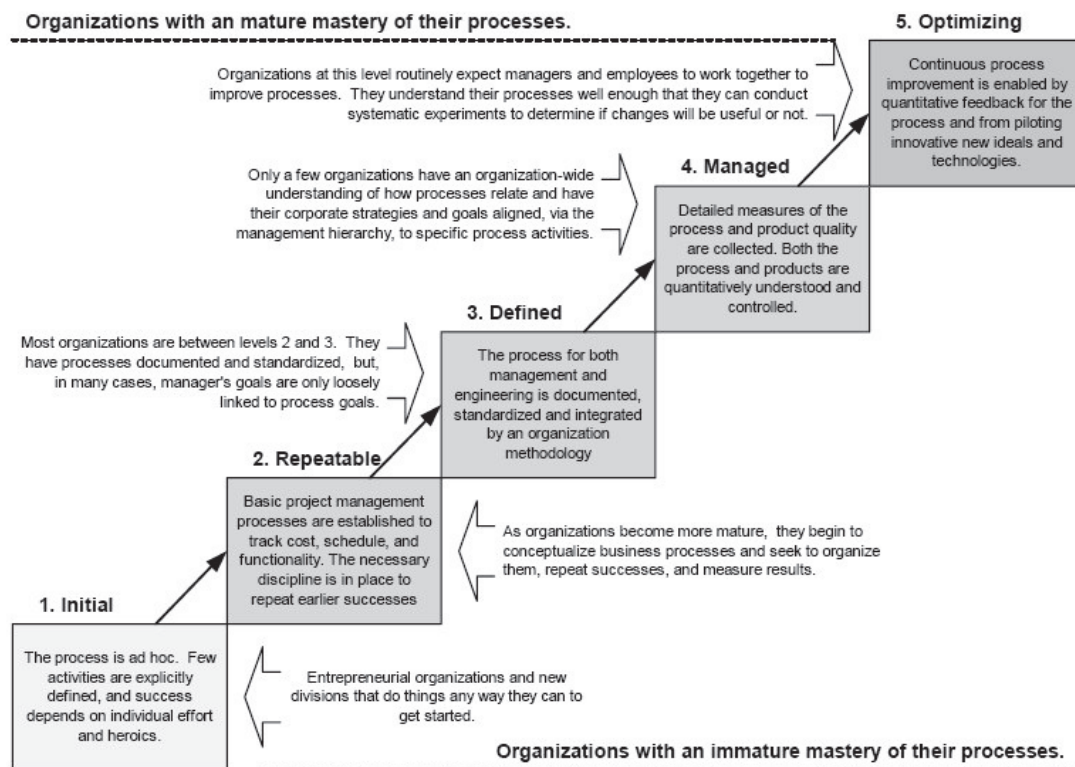 Organizations with an mature mastery of their processes.
5. Optimizing
Continuous process
improvement is enabled by
quantitative feedback for the
process and from piloting
innovative new ideals and
technologies.
Organizations at this level routinely expect managers and employees to work together to
improve processes. They understand their processes well enough that they can conduct
systematic experiments to determine if changes will be useful or not.
4. Managed
Detailed measures of the
process and product quality
are collected. Both the
process and products are
quantitatively understood and
controlled.
Only a few organizations have an organization-wide
understanding of how processes relate and have
their corporate strategies and goals aligned, via the
management hierarchy, to specific process activities.
3. Defined
The process for both
management and
engineering is documented,
standardized and integrated
by an organization
methodology
Most organizations are between levels 2 and 3. They
have processes documented and standardized, but,
in many cases, manager's goals are only loosely
linked to process goals.
2. Repeatable
Basic project management
processes are established to
track cost, schedule, and
functionality. The necessary
discipline is in place to
repeat earlier successes
As organizations become more mature, they begin to
conceptualize business processes and seek to organize
them, repeat successes, and measure results.
1. Initial
The process is ad hoc. Few
activities are explicitly
defined, and success
depends on individual effort
and heroics.
Entrepreneurial organizations and new
divisions that do things any way they can to
get started.
Organizations with an immature mastery of their processes.